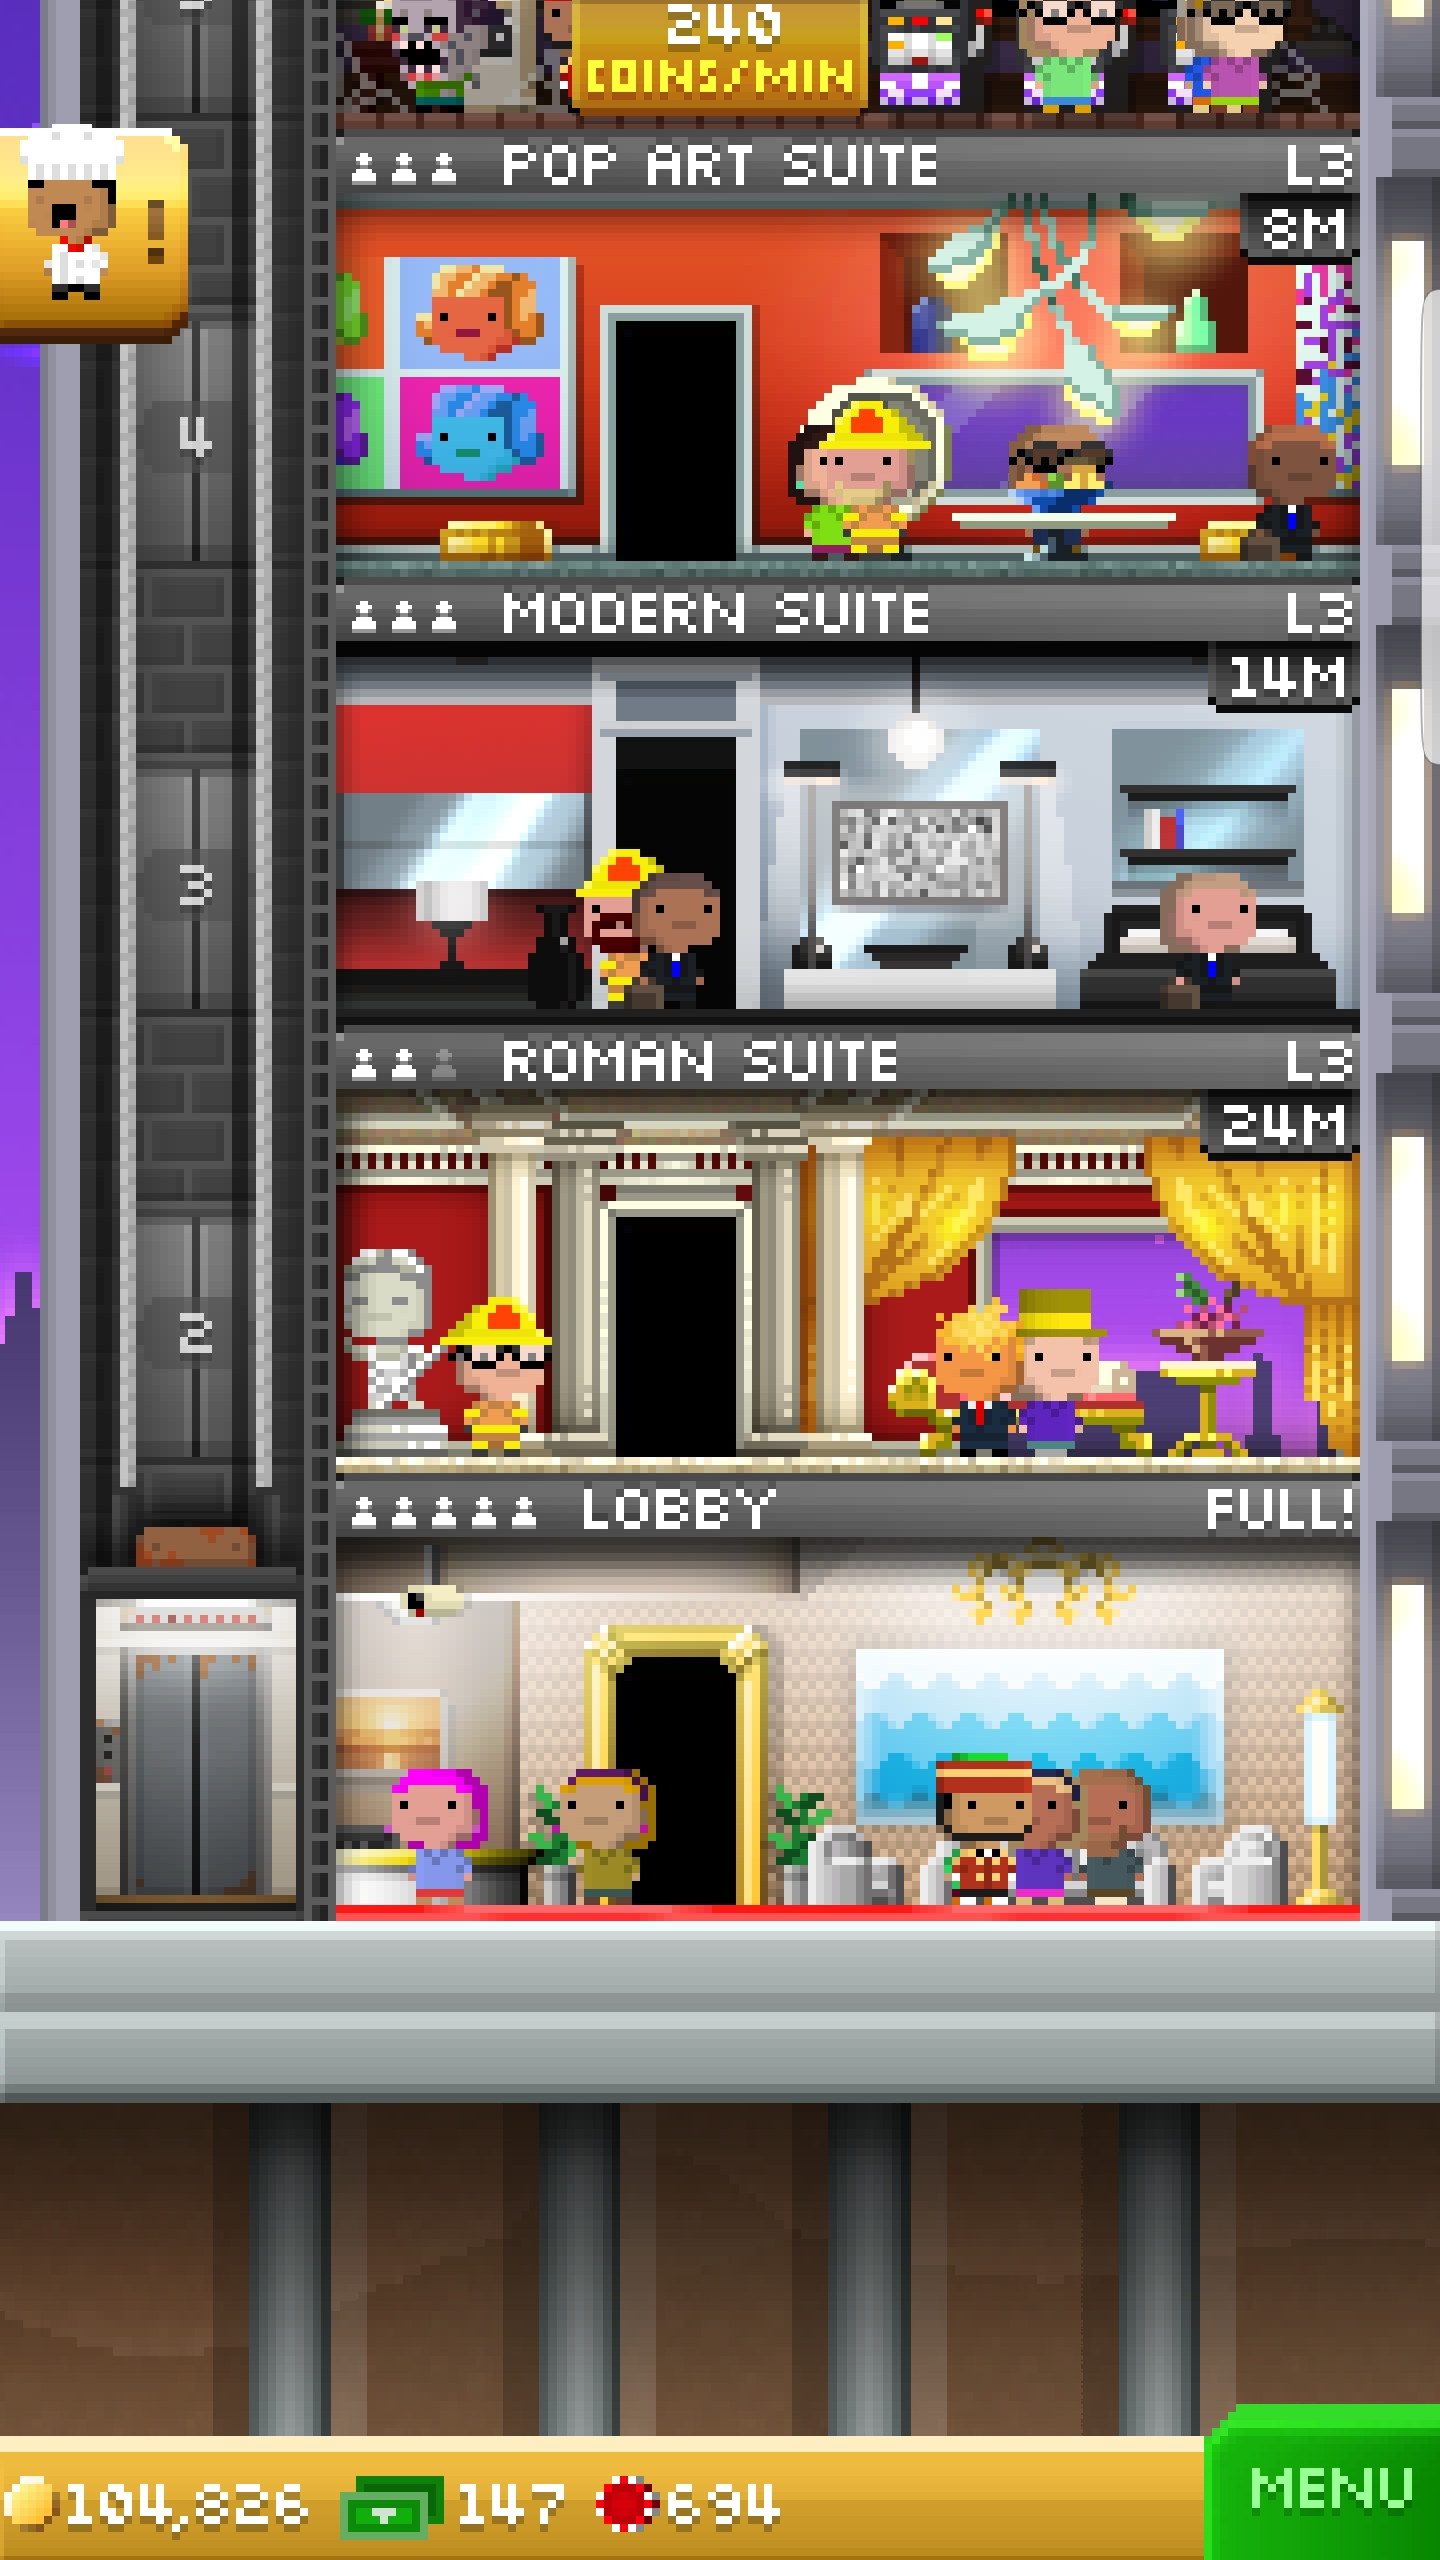 240
COINS/MIN
POP ART SUITE L3
8M
!
4
MODERN SUITE L3
14M
3
ROMAN SUITE L3
24M
2
LOBBY FULL!
104,826 147 694 MENU